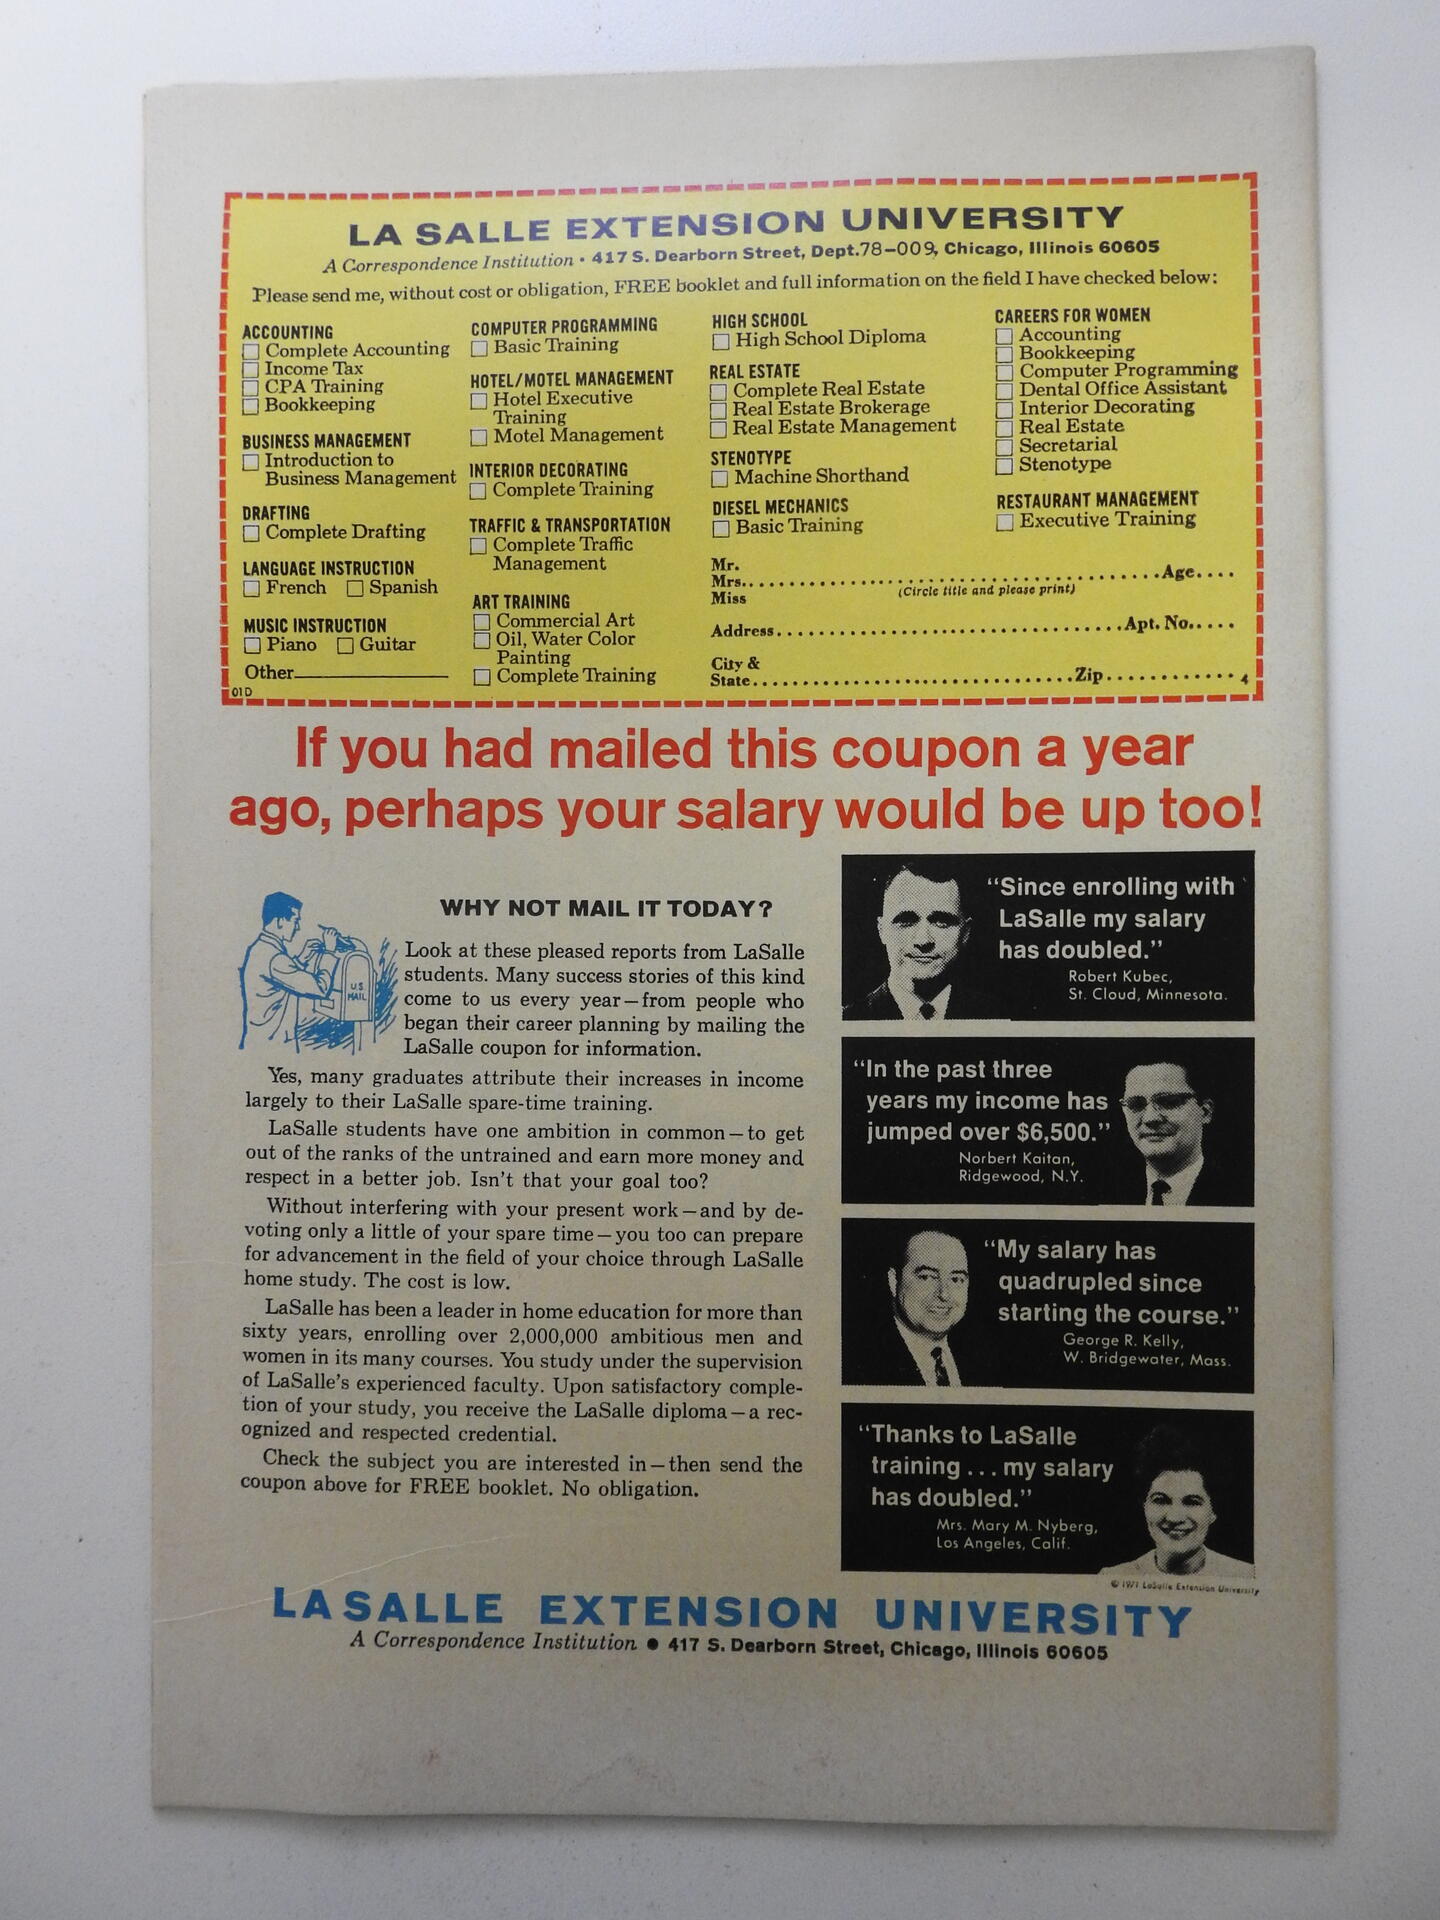 LA SALLE EXTENSION UNIVERSITY
A Correspondence Institution • 417 S. Dearborn Street, Dept.78-009, Chicago, Illinois 60605
Please send me, without cost or obligation, FREE booklet and full information on the field I have checked below:
ACCOUNTING
Complete Accounting
Income Tax
CPA Training
Bookkeeping
BUSINESS MANAGEMENT
Introduction to
Business Management
DRAFTING
Complete Drafting
LANGUAGE INSTRUCTION
French Spanish
MUSIC INSTRUCTION
Piano Guitar
Other
01D
COMPUTER PROGRAMMING
Basic Training
HOTEL/MOTEL MANAGEMENT
Hotel Executive
Training
Motel Management
INTERIOR DECORATING
Complete Training
TRAFFIC & TRANSPORTATION
Complete Traffic
Management
ART TRAINING
Commercial Art
Oil, Water Color
Painting
Complete Training
HIGH SCHOOL
High School Diploma
REAL ESTATE
Complete Real Estate
Real Estate Brokerage
Real Estate Management
STENOTYPE
Machine Shorthand
DIESEL MECHANICS
Basic Training
CAREERS FOR WOMEN
Accounting
Bookkeeping
Computer Programming
Dental Office Assistant
Interior Decorating
Real Estate
Secretarial
Stenotype
RESTAURANT MANAGEMENT
Executive Training
Mr.
Mrs. Age
(Circle title and please print)
Miss
Address Apt. No.
City &
State Zip 4
If you had mailed this coupon a year
ago, perhaps your salary would be up too!
U.S.
MAIL
WHY NOT MAIL IT TODAY?
Look at these pleased reports from LaSalle
students. Many success stories of this kind
come to us every year—from people who
began their career planning by mailing the
LaSalle coupon for information.
Yes, many graduates attribute their increases in income
largely to their LaSalle spare-time training.
LaSalle students have one ambition in common—to get
out of the ranks of the untrained and earn more money and
respect in a better job. Isn't that your goal too?
Without interfering with your present work—and by de-
voting only a little of your spare time—you too can prepare
for advancement in the field of your choice through LaSalle
home study. The cost is low.
LaSalle has been a leader in home education for more than
sixty years, enrolling over 2,000,000 ambitious men and
women in its many courses. You study under the supervision
of LaSalle's experienced faculty. Upon satisfactory comple-
tion of your study, you receive the LaSalle diploma—a rec-
ognized and respected credential.
Check the subject you are interested in—then send the
coupon above for FREE booklet. No obligation.
"Since enrolling with
LaSalle my salary
has doubled."
Robert Kubec,
St. Cloud, Minnesota.
"In the past three
years my income has
jumped over $6,500."
Norbert Kaitan,
Ridgewood, N.Y.
"My salary has
quadrupled since
starting the course."
George R. Kelly,
W. Bridgewater, Mass.
"Thanks to LaSalle
training ... my salary
has doubled."
Mrs. Mary M. Nyberg,
Los Angeles, Calif.
© 1971 LaSalle Extension University
LA SALLE EXTENSION UNIVERSITY
A Correspondence Institution • 417 S. Dearborn Street, Chicago, Illinois 60605